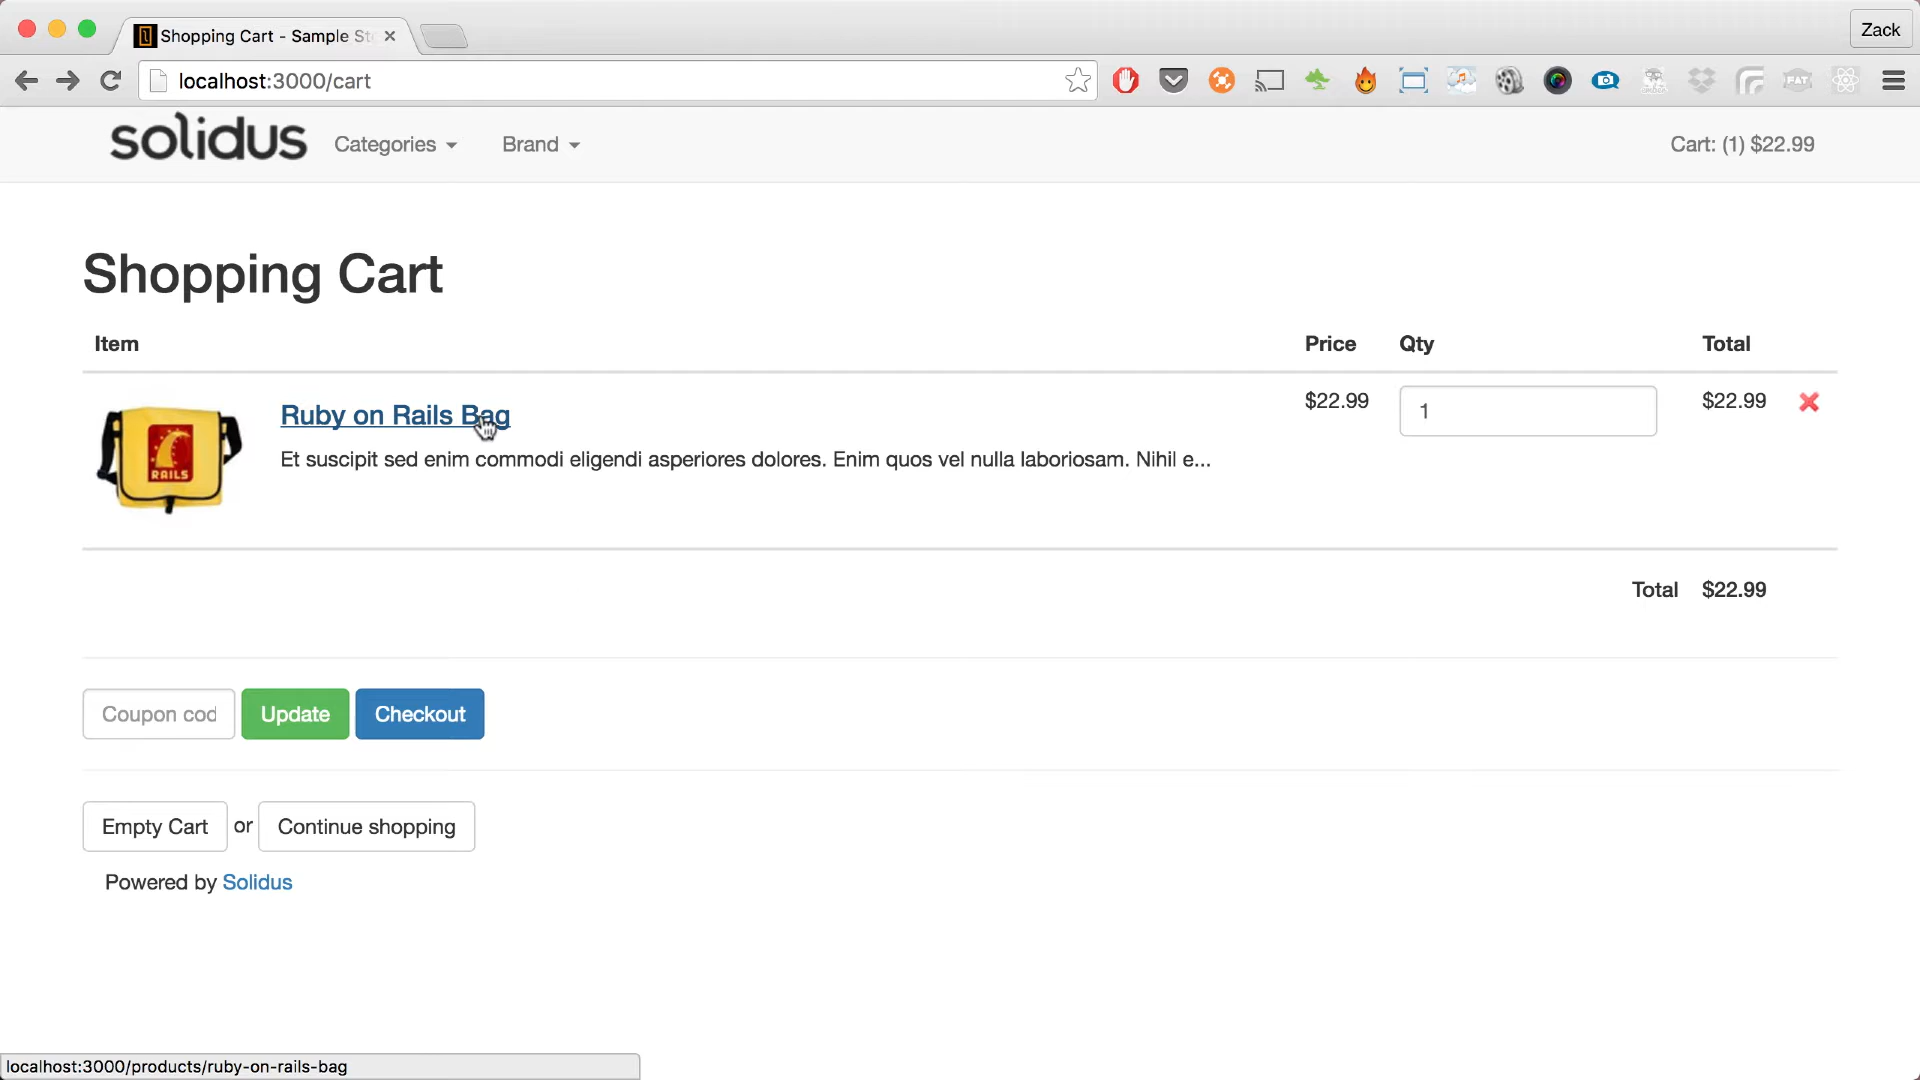 Shopping Cart - Sample St
Zack
localhost:3000/cart
FAT
solidus
Categories
Brand
Cart: (1) $22.99
Shopping Cart
Item Price Qty Total
Ruby on Rails Bag $22.99 1 $22.99
RAILS
Et suscipit sed enim commodi eligendi asperiores dolores. Enim quos vel nulla laboriosam. Nihil e...
Total $22.99
Coupon cod Update Checkout
Empty Cart or Continue shopping
Powered by Solidus
localhost:3000/products/ruby-on-rails-bag